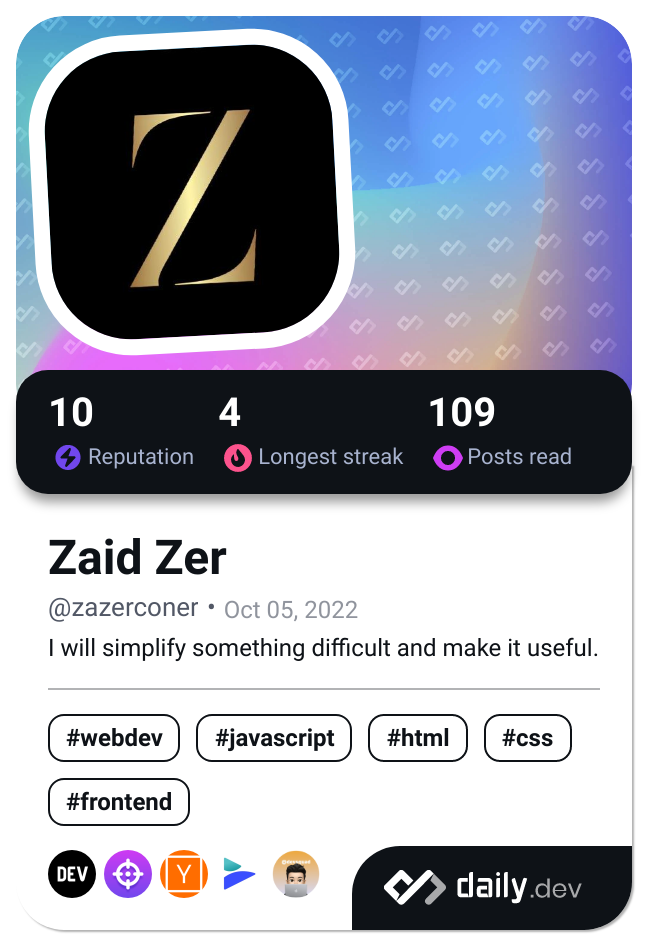 Z
10 4 109
Reputation Longest streak Posts read
Zaid Zer
@zazerconer • Oct 05, 2022
I will simplify something difficult and make it useful.
#webdev #javascript #html #css
#frontend
DEV Y
daily.dev